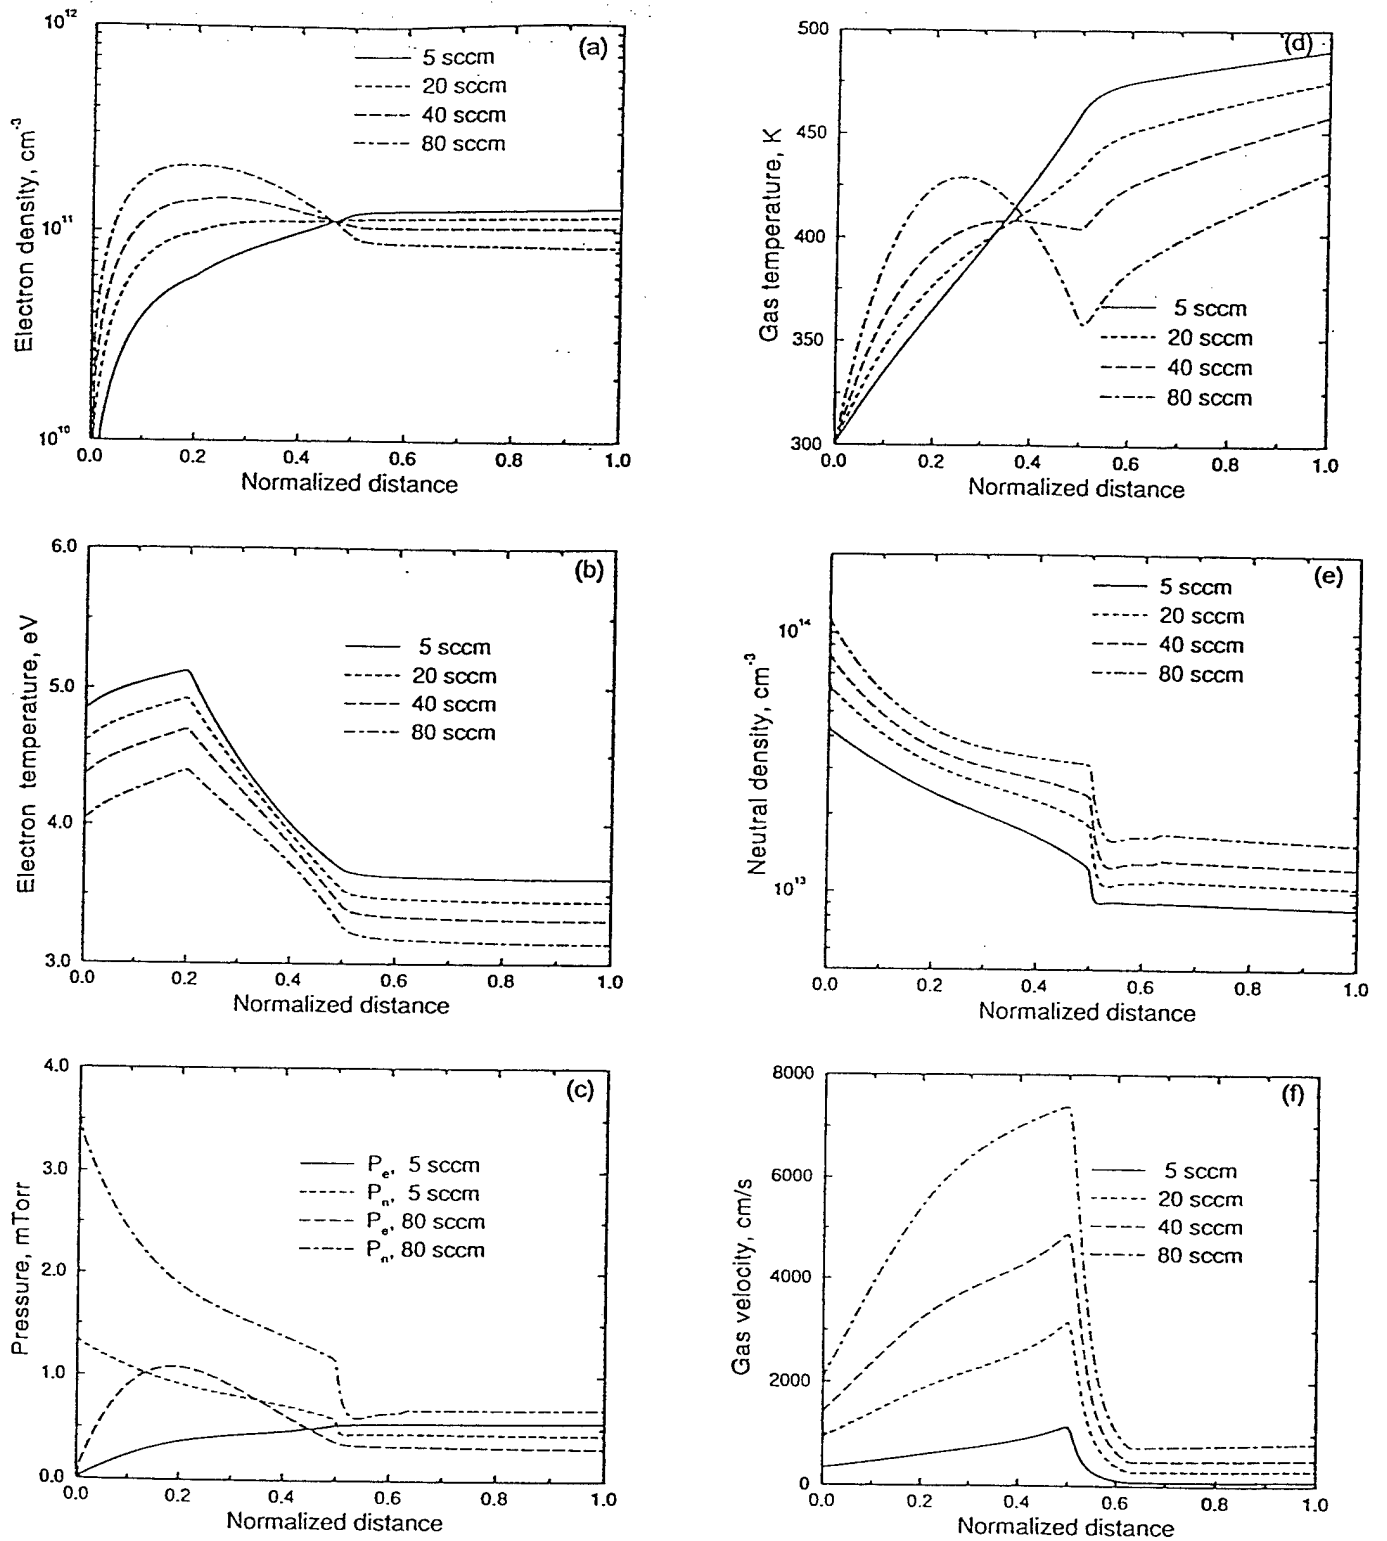 (a)
10¹²
10¹¹
10¹⁰
Electron density, cm⁻³
5 sccm
20 sccm
40 sccm
80 sccm
0.0 0.2 0.4 0.6 0.8 1.0
Normalized distance
(d)
500
450
400
350
300
Gas temperature, K
5 sccm
20 sccm
40 sccm
80 sccm
0.0 0.2 0.4 0.6 0.8 1.0
Normalized distance
(b)
6.0
5.0
4.0
3.0
Electron temperature, eV
5 sccm
20 sccm
40 sccm
80 sccm
0.0 0.2 0.4 0.6 0.8 1.0
Normalized distance
(e)
10¹⁴
10¹³
Neutral density, cm⁻³
5 sccm
20 sccm
40 sccm
80 sccm
0.0 0.2 0.4 0.6 0.8 1.0
Normalized distance
(c)
4.0
3.0
2.0
1.0
0.0
Pressure, mTorr
Pₑ, 5 sccm
Pₙ, 5 sccm
Pₑ, 80 sccm
Pₙ, 80 sccm
0.0 0.2 0.4 0.6 0.8 1.0
Normalized distance
(f)
8000
6000
4000
2000
0
Gas velocity, cm/s
5 sccm
20 sccm
40 sccm
80 sccm
0.0 0.2 0.4 0.6 0.8 1.0
Normalized distance